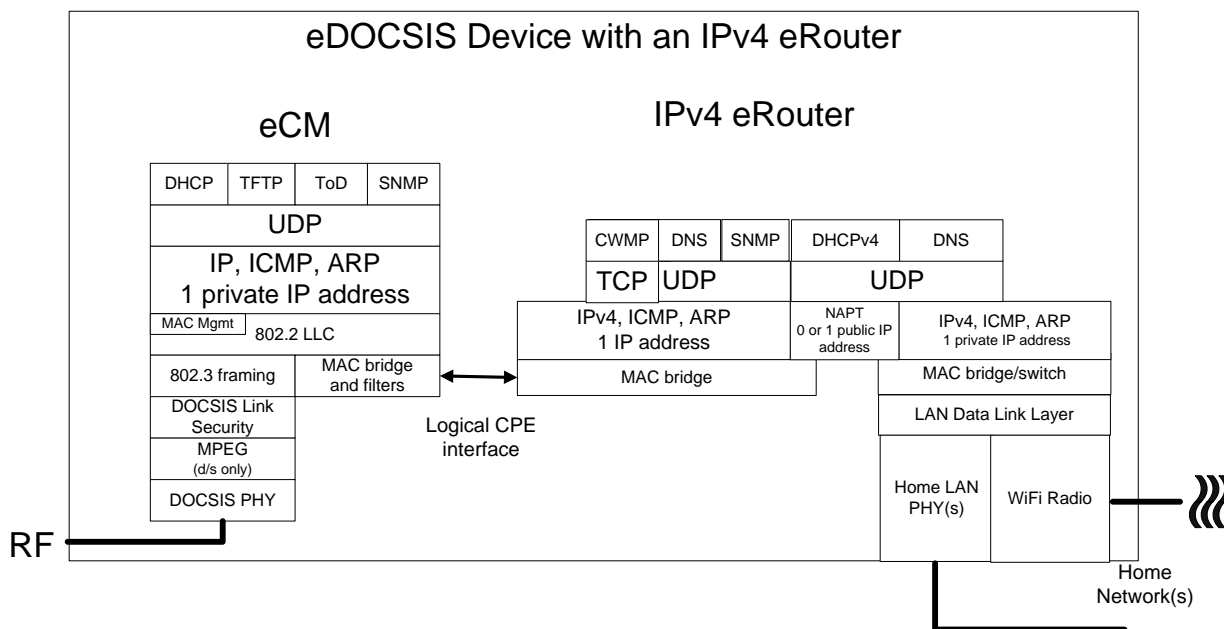 eDOCSIS Device with an IPv4 eRouter
eCM
IPv4 eRouter
DHCP
TFTP
ToD
SNMP
UDP
IP, ICMP, ARP
1 private IP address
MAC Mgmt
802.2 LLC
802.3 framing
MAC bridge
and filters
DOCSIS Link
Security
MPEG
(d/s only)
DOCSIS PHY
RF
Logical CPE
interface
CWMP
DNS
SNMP
DHCPv4
DNS
TCP
UDP
UDP
IPv4, ICMP, ARP
1 IP address
NAPT
0 or 1 public IP
address
IPv4, ICMP, ARP
1 private IP address
MAC bridge
MAC bridge/switch
LAN Data Link Layer
Home LAN
PHY(s)
WiFi Radio
Home
Network(s)